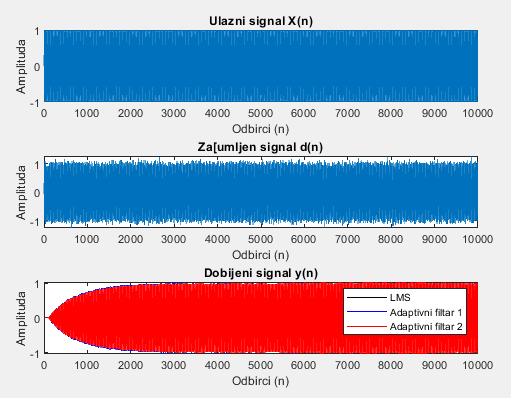 Ulazni signal X(n)
1
0
-1
Amplituda
0 1000 2000 3000 4000 5000 6000 7000 8000 9000 10000
Odbirci (n)
Za[umljen signal d(n)
1
0
-1
Amplituda
0 1000 2000 3000 4000 5000 6000 7000 8000 9000 10000
Odbirci (n)
Dobijeni signal y(n)
1
0
-1
Amplituda
LMS
Adaptivni filtar 1
Adaptivni filtar 2
0 1000 2000 3000 4000 5000 6000 7000 8000 9000 10000
Odbirci (n)